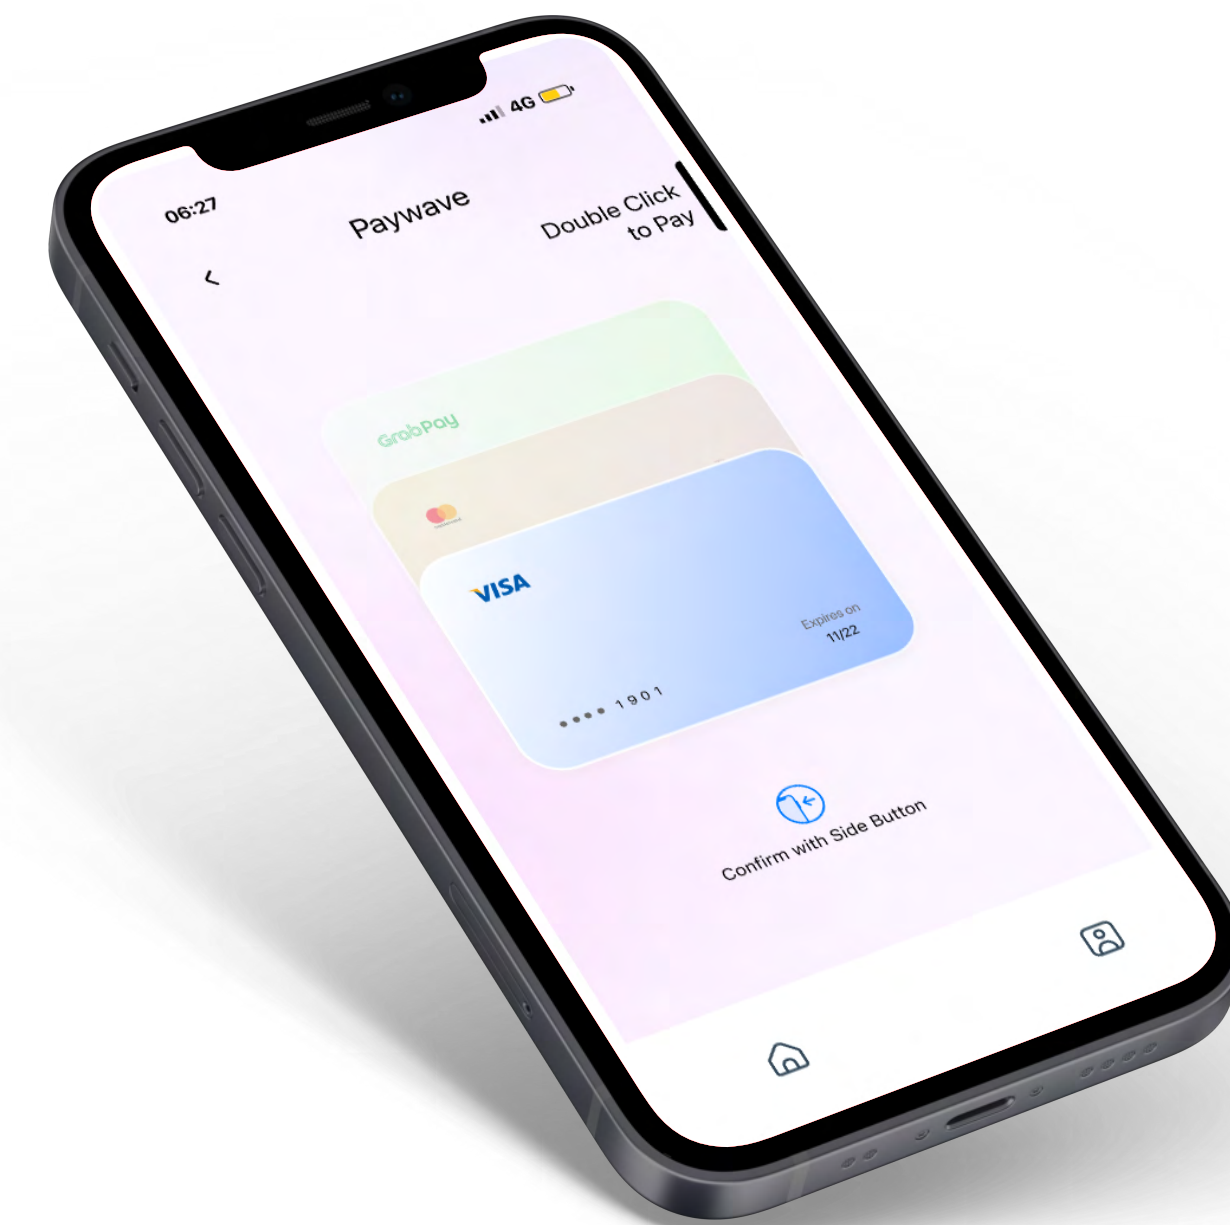 06:27
4G
Paywave
Double Click
to Pay
GrabPay
VISA
Expires on
11/22
•••• 1901
Confirm with Side Button